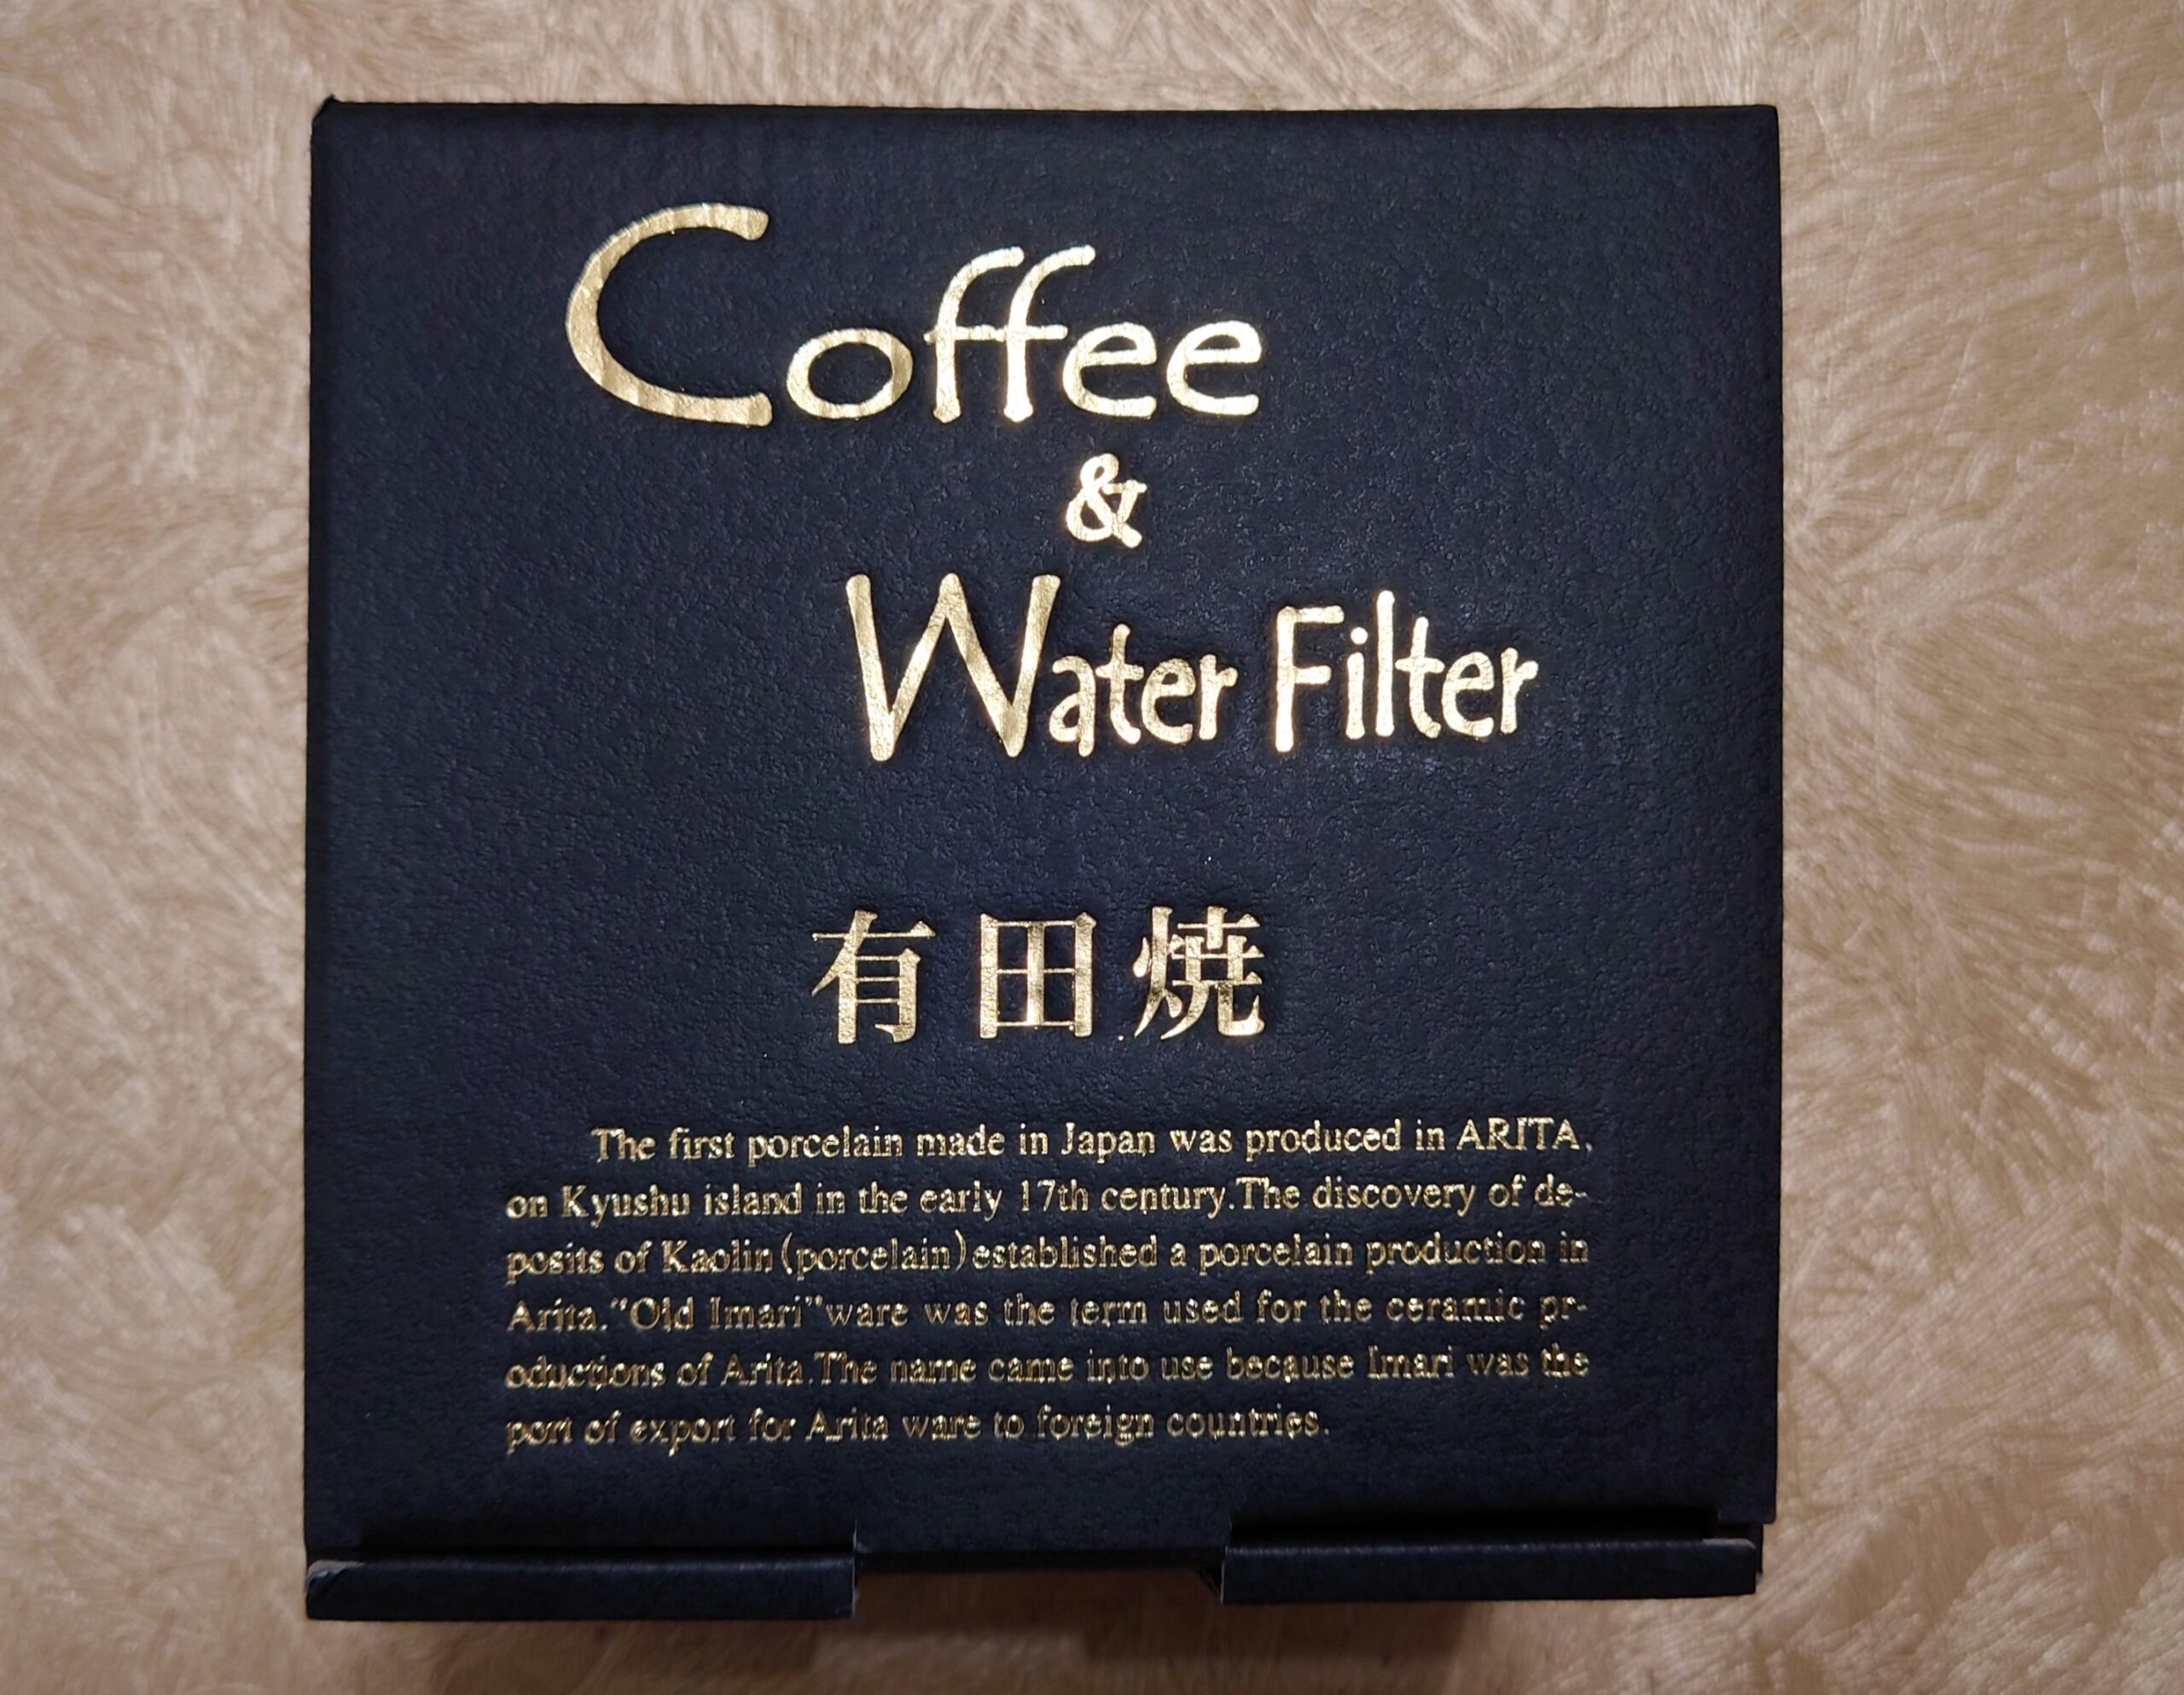 Coffee
&
Water Filter
有田焼
The first porcelain made in Japan was produced in ARITA,
on Kyushu island in the early 17th century.The discovery of de-
posits of Kaolin(porcelain)established a porcelain production in
Arita."Old Imari"ware was the term used for the ceramic pr-
oductions of Arita.The name came into use because Imari was the
port of export for Arita ware to foreign countries.